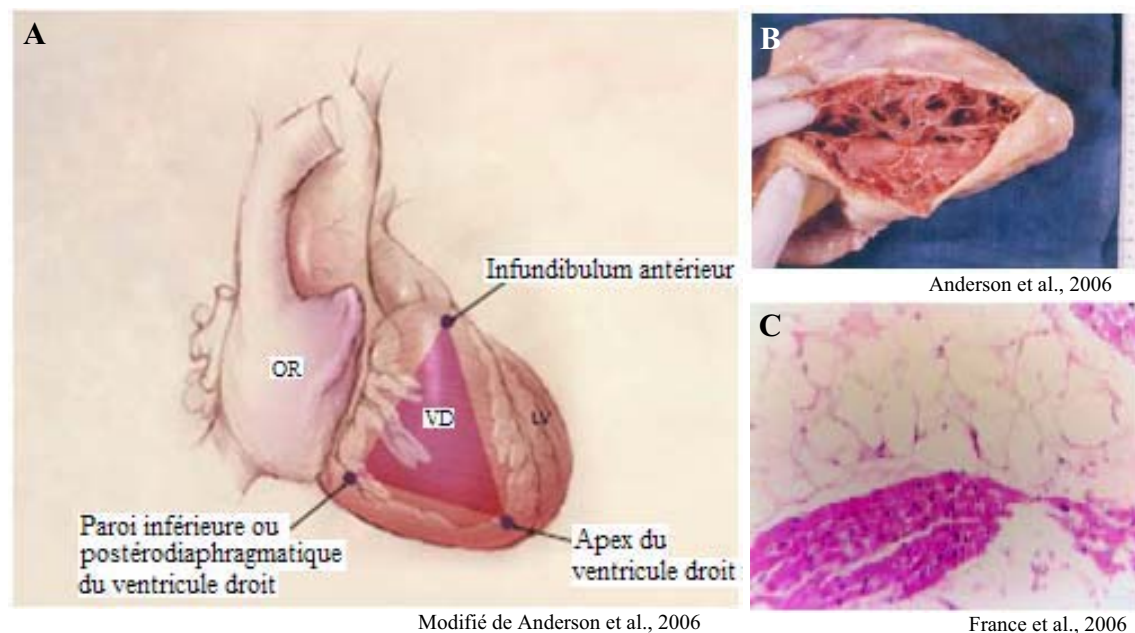 A
Infundibulum antérieur
OR
VD
LV
Paroi inférieure ou
postérodiaphragmatique
du ventricule droit
Apex du
ventricule droit
Modifié de Anderson et al., 2006
B
Anderson et al., 2006
C
France et al., 2006